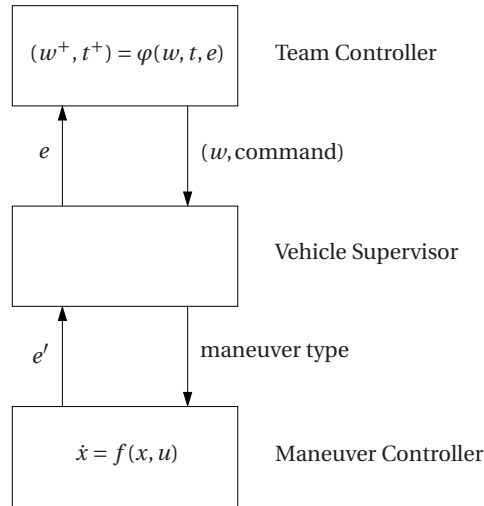 (w⁺, t⁺) = φ(w, t, e)
Team Controller
e
(w,command)
Vehicle Supervisor
e′
maneuver type
ẋ = f(x, u)
Maneuver Controller